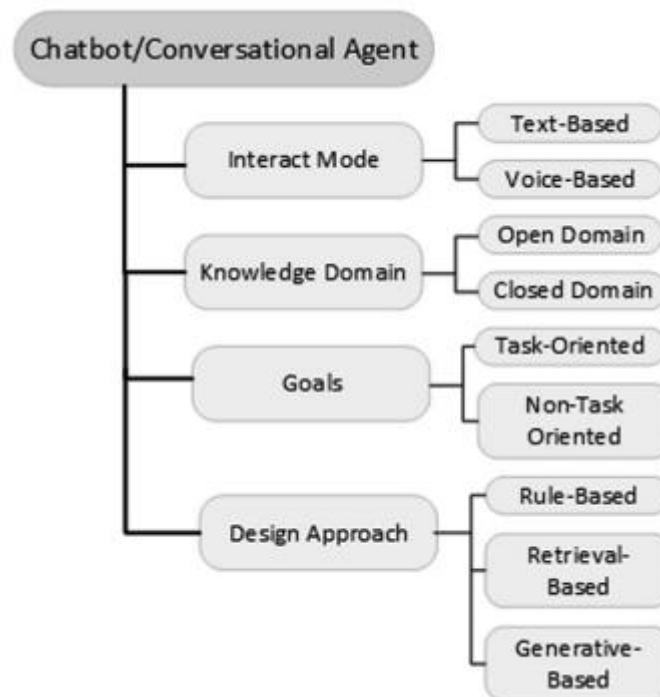 Chatbot/Conversational Agent
Interact Mode
Text-Based
Voice-Based
Knowledge Domain
Open Domain
Closed Domain
Goals
Task-Oriented
Non-Task
Oriented
Design Approach
Rule-Based
Retrieval-
Based
Generative-
Based